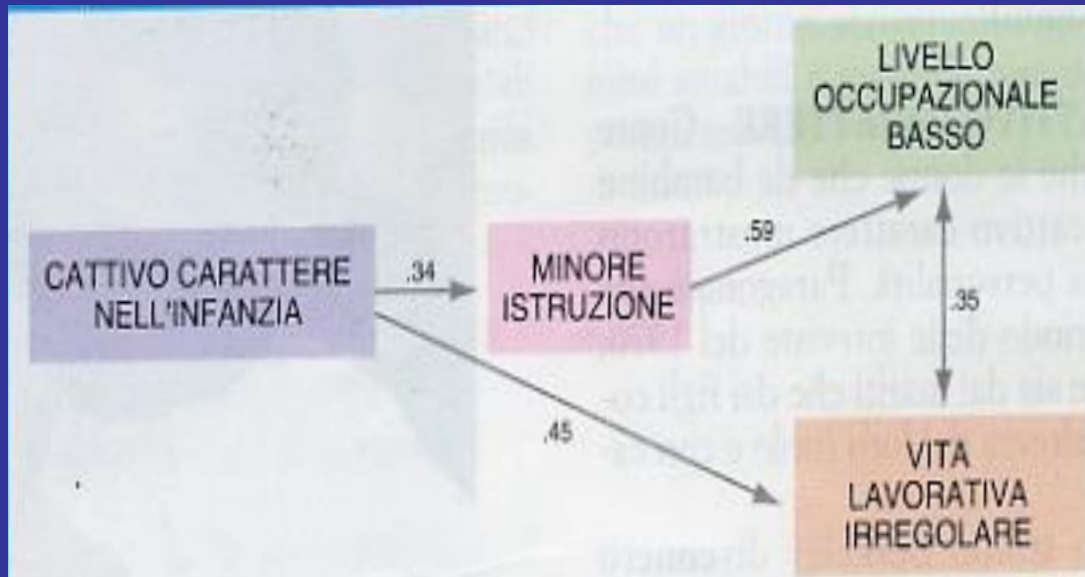 LIVELLO
OCCUPAZIONALE
BASSO
CATTIVO CARATTERE
NELL'INFANZIA
.34
MINORE
ISTRUZIONE
.59
.35
.45
VITA
LAVORATIVA
IRREGOLARE